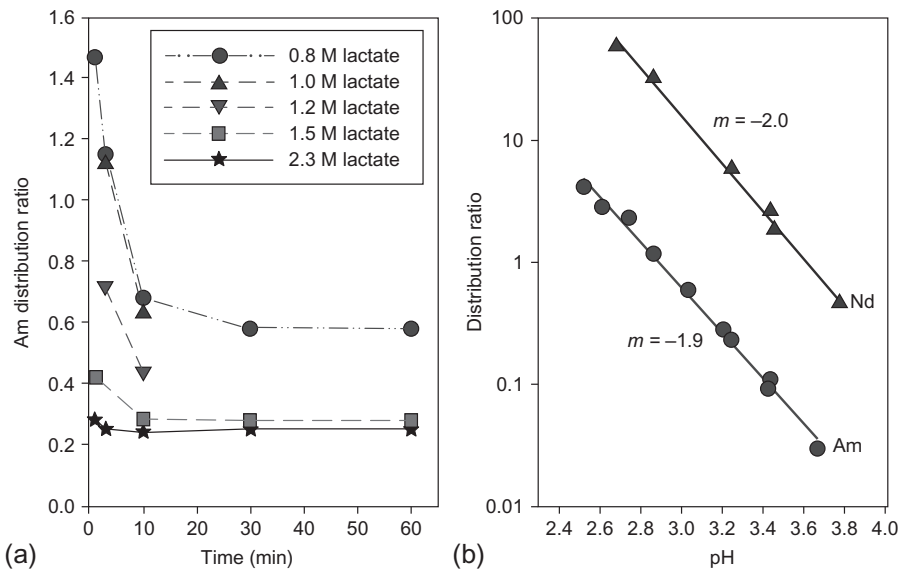 1.6
1.4
1.2
1.0
0.8
0.6
0.4
0.2
0.0
Am distribution ratio
0.8 M lactate
1.0 M lactate
1.2 M lactate
1.5 M lactate
2.3 M lactate
0 10 20 30 40 50 60
Time (min)
(a)
100
10
1
0.1
0.01
Distribution ratio
m = –2.0
Nd
m = –1.9
Am
2.4 2.6 2.8 3.0 3.2 3.4 3.6 3.8 4.0
pH
(b)